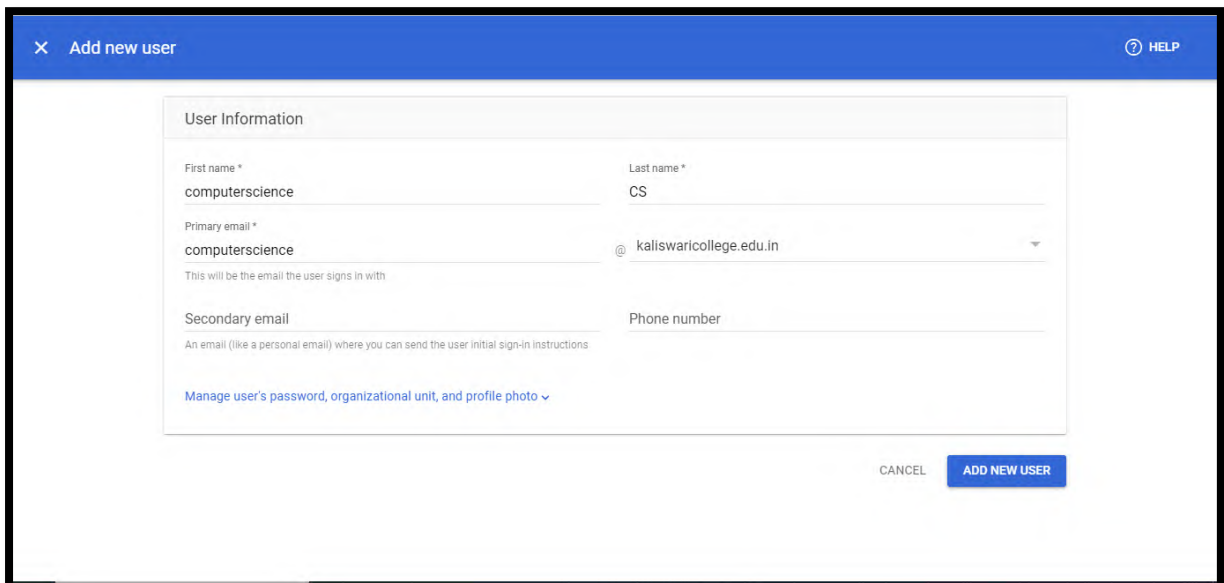 Add new user
HELP
User Information
First name *
Last name *
computerscience
CS
Primary email *
computerscience
@ kaliswaricollege.edu.in
This will be the email the user signs in with
Secondary email
Phone number
An email (like a personal email) where you can send the user initial sign-in instructions
Manage user's password, organizational unit, and profile photo
CANCEL
ADD NEW USER